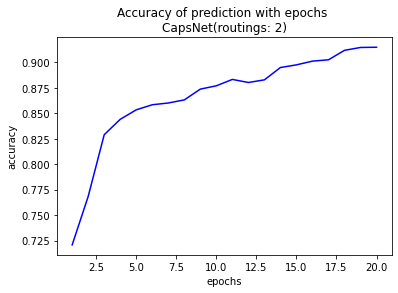 Accuracy of prediction with epochs
CapsNet(routings: 2)
accuracy
0.900
0.875
0.850
0.825
0.800
0.775
0.750
0.725
2.5 5.0 7.5 10.0 12.5 15.0 17.5 20.0
epochs